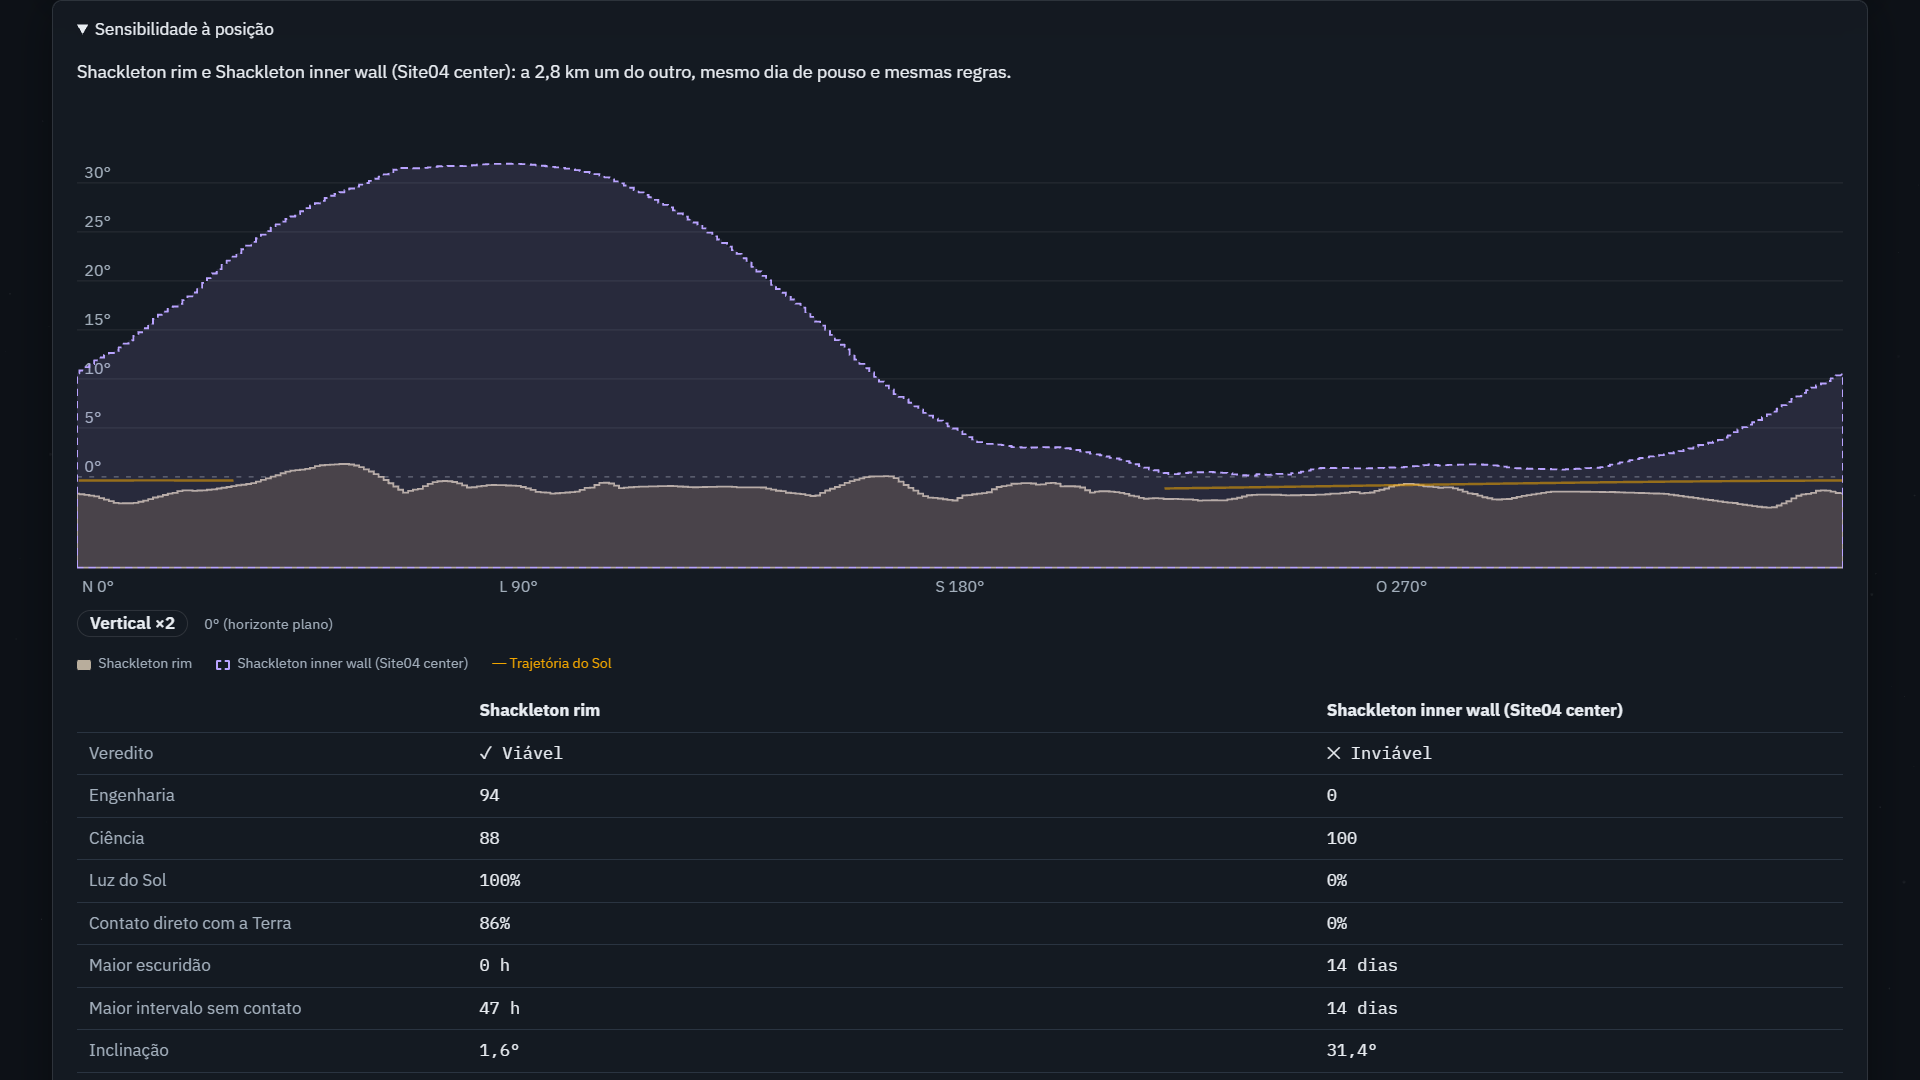 ▼ Sensibilidade à posição
Shackleton rim e Shackleton inner wall (Site04 center): a 2,8 km um do outro, mesmo dia de pouso e mesmas regras.
30°
25°
20°
15°
10°
5°
0°
N 0° L 90° S 180° O 270°
Vertical ×2 0° (horizonte plano)
Shackleton rim Shackleton inner wall (Site04 center) — Trajetória do Sol
Shackleton rim Shackleton inner wall (Site04 center)
Veredito ✓ Viável ✕ Inviável
Engenharia 94 0
Ciência 88 100
Luz do Sol 100% 0%
Contato direto com a Terra 86% 0%
Maior escuridão 0 h 14 dias
Maior intervalo sem contato 47 h 14 dias
Inclinação 1,6° 31,4°